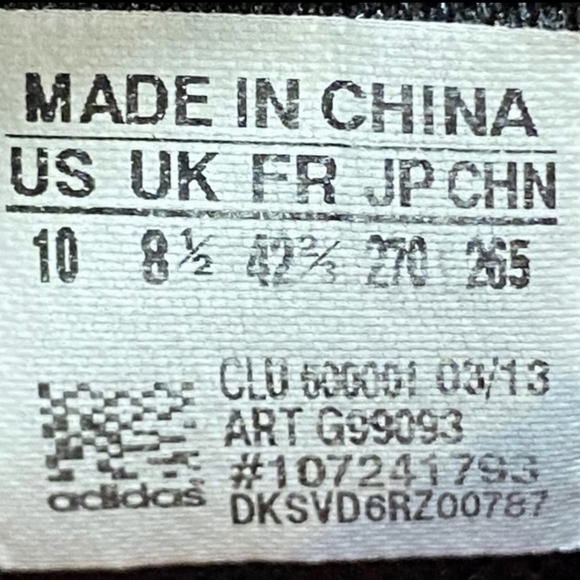 MADE IN CHINA
US UK FR JP CHN
10 8½ 42⅔ 270 265
CLU 600001 03/13
ART G99093
#107241793
adidas DKSVD6RZ00787